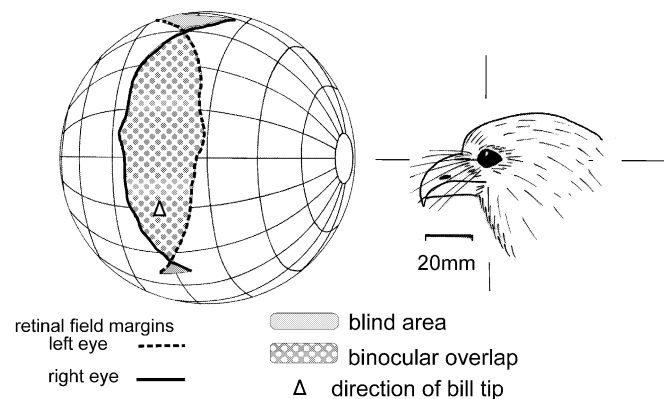 20mm
retinal field margins
left eye
right eye
blind area
binocular overlap
Δ direction of bill tip